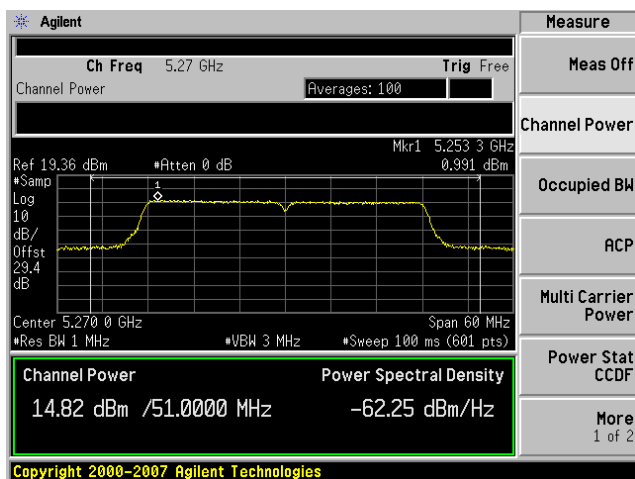 Agilent
Measure
Ch Freq 5.27 GHz Trig Free
Channel Power Averages: 100
Mkr1 5.253 3 GHz
Ref 19.36 dBm #Atten 0 dB 0.991 dBm
#Samp
Log
10
dB/
Offst
29.4
dB
1
Center 5.270 0 GHz Span 60 MHz
#Res BW 1 MHz #VBW 3 MHz #Sweep 100 ms (601 pts)
Channel Power Power Spectral Density
14.82 dBm /51.0000 MHz -62.25 dBm/Hz
Copyright 2000-2007 Agilent Technologies
Meas Off
Channel Power
Occupied BW
ACP
Multi Carrier
Power
Power Stat
CCDF
More
1 of 2